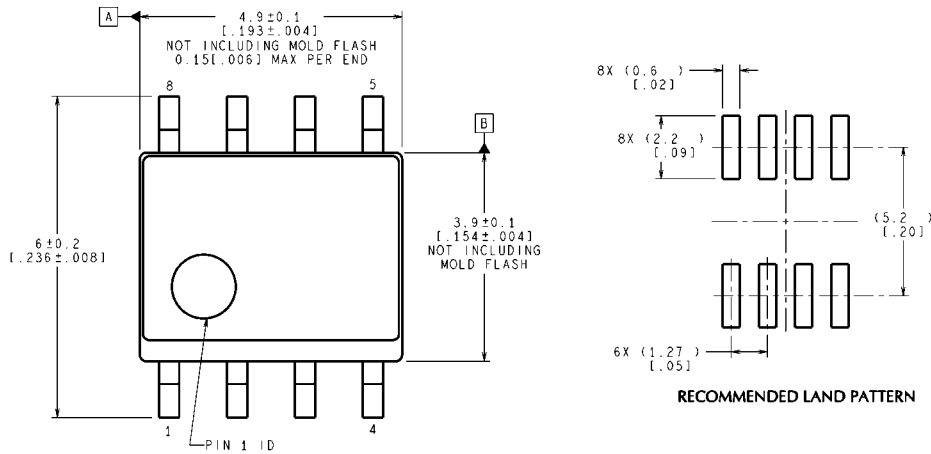 A
4.9±0.1
[.193±.004]
NOT INCLUDING MOLD FLASH
0.15[.006] MAX PER END
8
5
B
6±0.2
[.236±.008]
3.9±0.1
[.154±.004]
NOT INCLUDING
MOLD FLASH
1
4
PIN 1 ID
8X (0.6 )
[.02]
8X (2.2 )
[.09]
(5.2 )
[.20]
6X (1.27 )
[.05]
RECOMMENDED LAND PATTERN